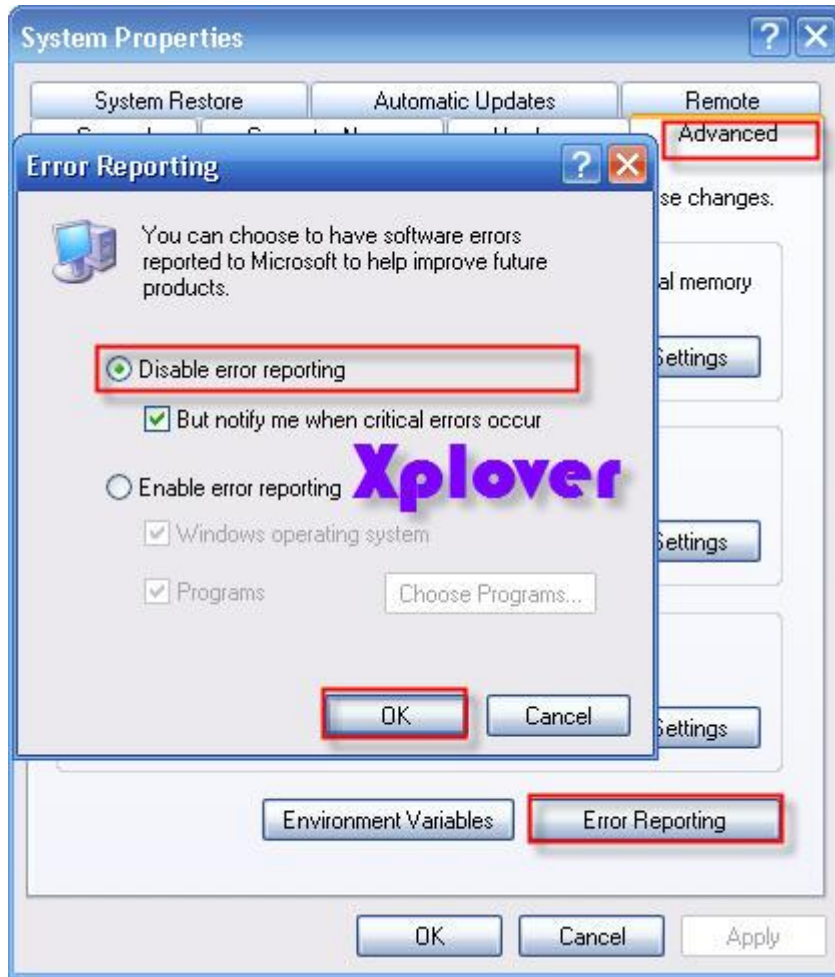 System Properties
System Restore
Automatic Updates
Remote
Advanced
Error Reporting
se changes.
You can choose to have software errors
reported to Microsoft to help improve future
products.
al memory
Settings
Disable error reporting
But notify me when critical errors occur
Xplover
Enable error reporting
Windows operating system
Settings
Programs
Choose Programs...
OK
Cancel
Settings
Environment Variables
Error Reporting
OK
Cancel
Apply